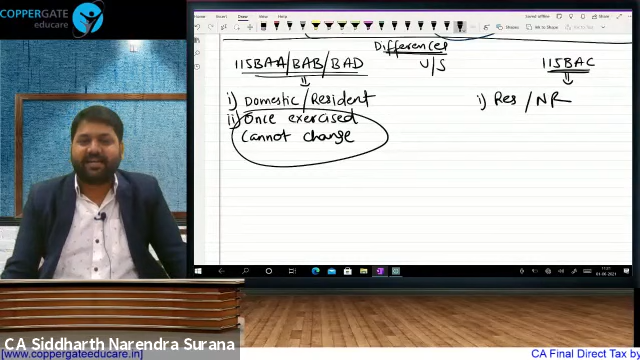 COPPERGATE
educare
Differences
115BAA/BAB/BAD U/S 115BAC
i) Domestic/Resident i) Res/NR
ii) Once exercised
Cannot change
CA Siddharth Narendra Surana
[www.coppergateeducare.in]
CA Final Direct Tax by